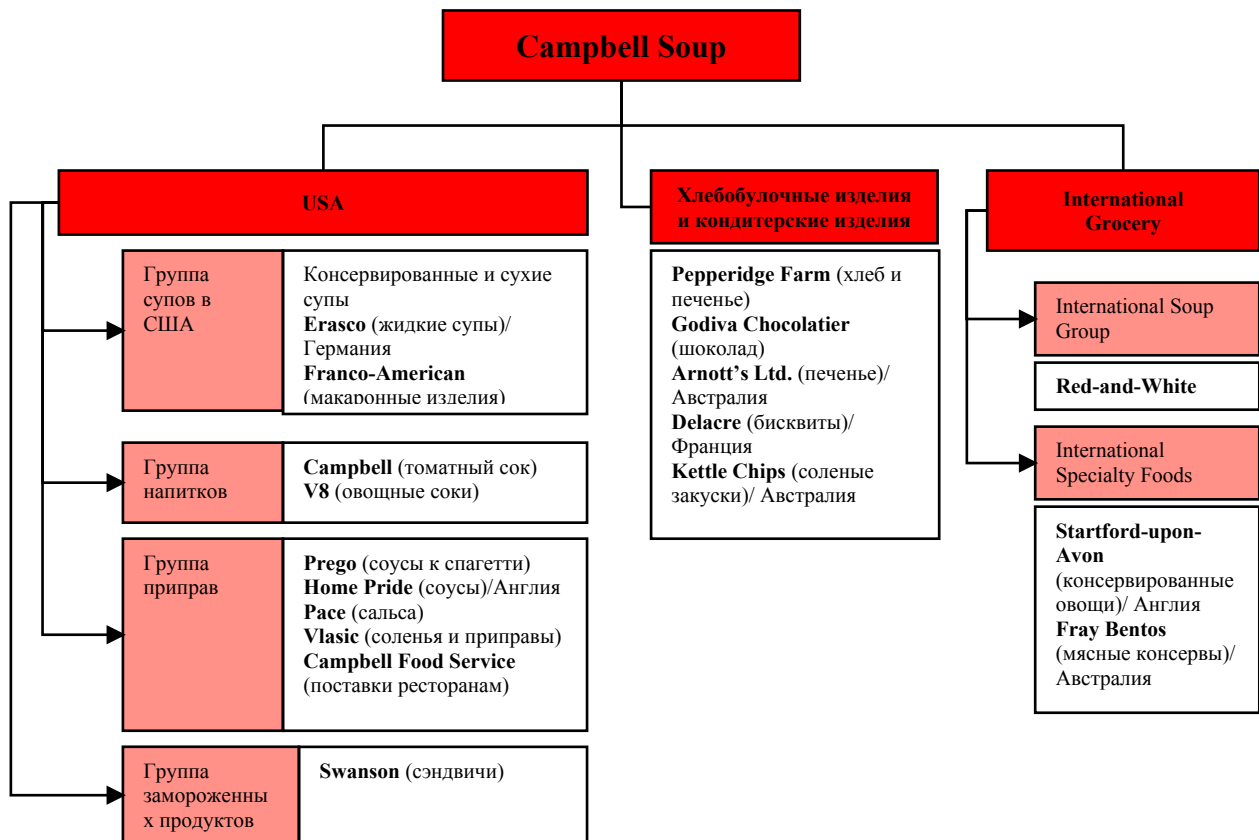 Campbell Soup
USA
Группа
супов в
США
Консервированные и сухие
супы
Erasco (жидкие супы)/
Германия
Franco-American
(макаронные изделия)
Группа
напитков
Campbell (томатный сок)
V8 (овощные соки)
Группа
приправ
Prego (соусы к спагетти)
Home Pride (соусы)/Англия
Pace (сальса)
Vlasic (соленья и приправы)
Campbell Food Service
(поставки ресторанам)
Группа
замороженны
х продуктов
Swanson (сэндвичи)
Хлебобулочные изделия
и кондитерские изделия
Pepperidge Farm (хлеб и
печенье)
Godiva Chocolatier
(шоколад)
Arnott’s Ltd. (печенье)/
Австралия
Delacre (бисквиты)/
Франция
Kettle Chips (соленые
закуски)/ Австралия
International
Grocery
International Soup
Group
Red-and-White
International
Specialty Foods
Startford-upon-
Avon
(консервированные
овощи)/ Англия
Fray Bentos
(мясные консервы)/
Австралия